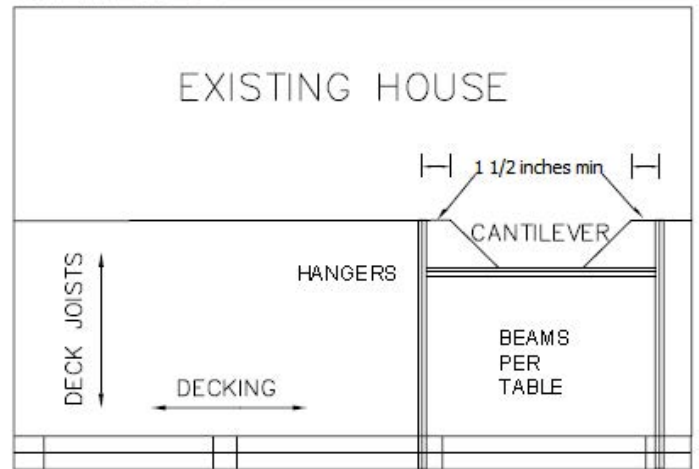 EXISTING HOUSE
1 1/2 inches min
CANTILEVER
HANGERS
DECK JOISTS
BEAMS
PER
TABLE
DECKING